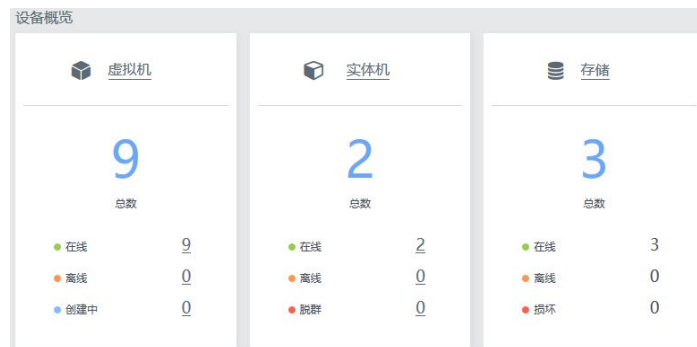 设备概览
虚拟机
9
总数
在线 9
离线 0
创建中 0
实体机
2
总数
在线 2
离线 0
脱群 0
存储
3
总数
在线 3
离线 0
损坏 0